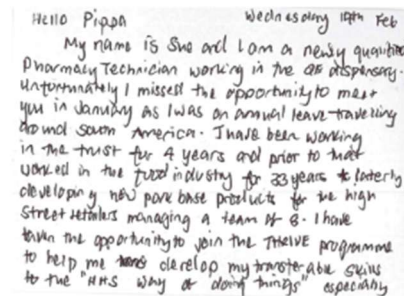 Hello Pippa Wednesday 19th Feb
My name is Sue and I am a newly qualified
Pharmacy Technician working in the dispensary.
Unfortunately I missed the opportunity to meet
you in January as I was on annual leave travelling
around South America. I have been working
in the trust for 4 years and prior to that
worked in the food industry for 33 years latterly
developing new pork base products for the high
Street retailers managing a team of 8. I have
taken the opportunity to join the THRIVE programme
to help me develop my transferable skills
to the "NHS way of doing things" especially